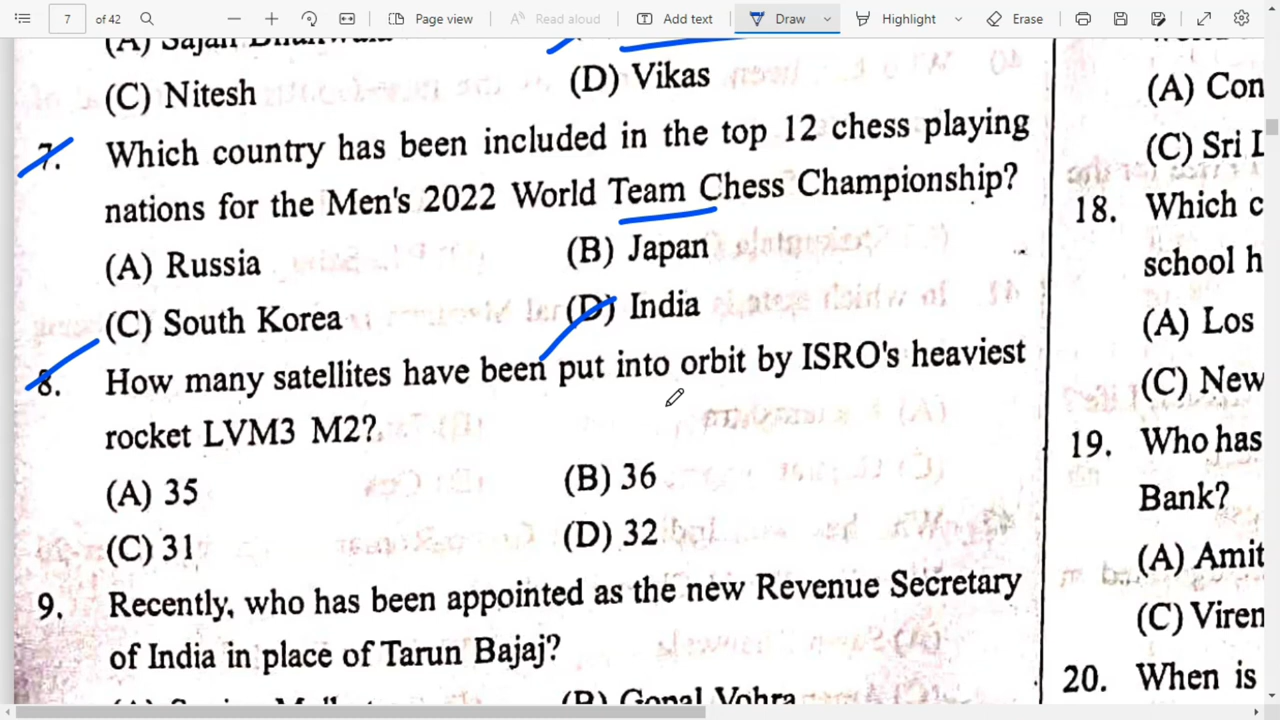 7 of 42 Page view Read aloud Add text Draw Highlight Erase
(C) Nitesh (D) Vikas
7. Which country has been included in the top 12 chess playing
nations for the Men's 2022 World Team Chess Championship?
(A) Russia (B) Japan
(C) South Korea (D) India
8. How many satellites have been put into orbit by ISRO's heaviest
rocket LVM3 M2?
(A) 35 (B) 36
(C) 31 (D) 32
9. Recently, who has been appointed as the new Revenue Secretary
of India in place of Tarun Bajaj?
(B) Gopal Vohra
(A) Con
(C) Sri L
18. Which c
school h
(A) Los
(C) New
19. Who has
Bank?
(A) Amit
(C) Viren
20. When is